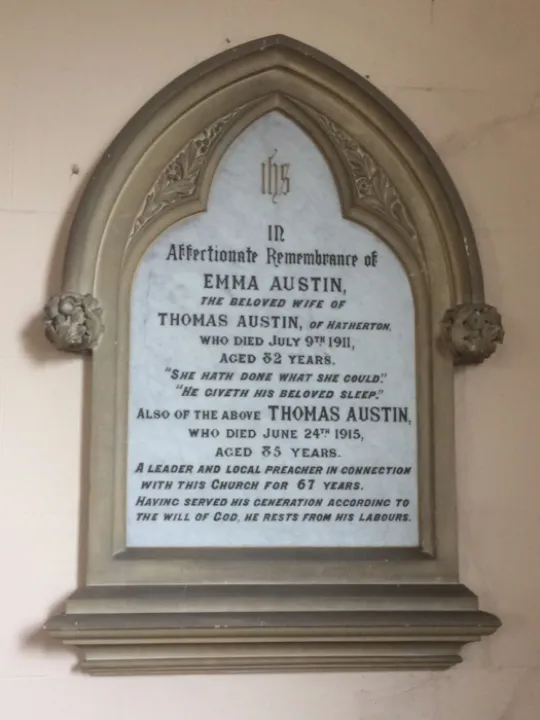 ihs
In
Affectionate Remembrance of
EMMA AUSTIN,
THE BELOVED WIFE OF
THOMAS AUSTIN, OF HATHERTON,
WHO DIED JULY 9TH 1911,
AGED 82 YEARS.
"SHE HATH DONE WHAT SHE COULD."
"HE GIVETH HIS BELOVED SLEEP."
ALSO OF THE ABOVE THOMAS AUSTIN,
WHO DIED JUNE 24TH 1915,
AGED 85 YEARS.
A LEADER AND LOCAL PREACHER IN CONNECTION
WITH THIS CHURCH FOR 67 YEARS.
HAVING SERVED HIS GENERATION ACCORDING TO
THE WILL OF GOD, HE RESTS FROM HIS LABOURS.